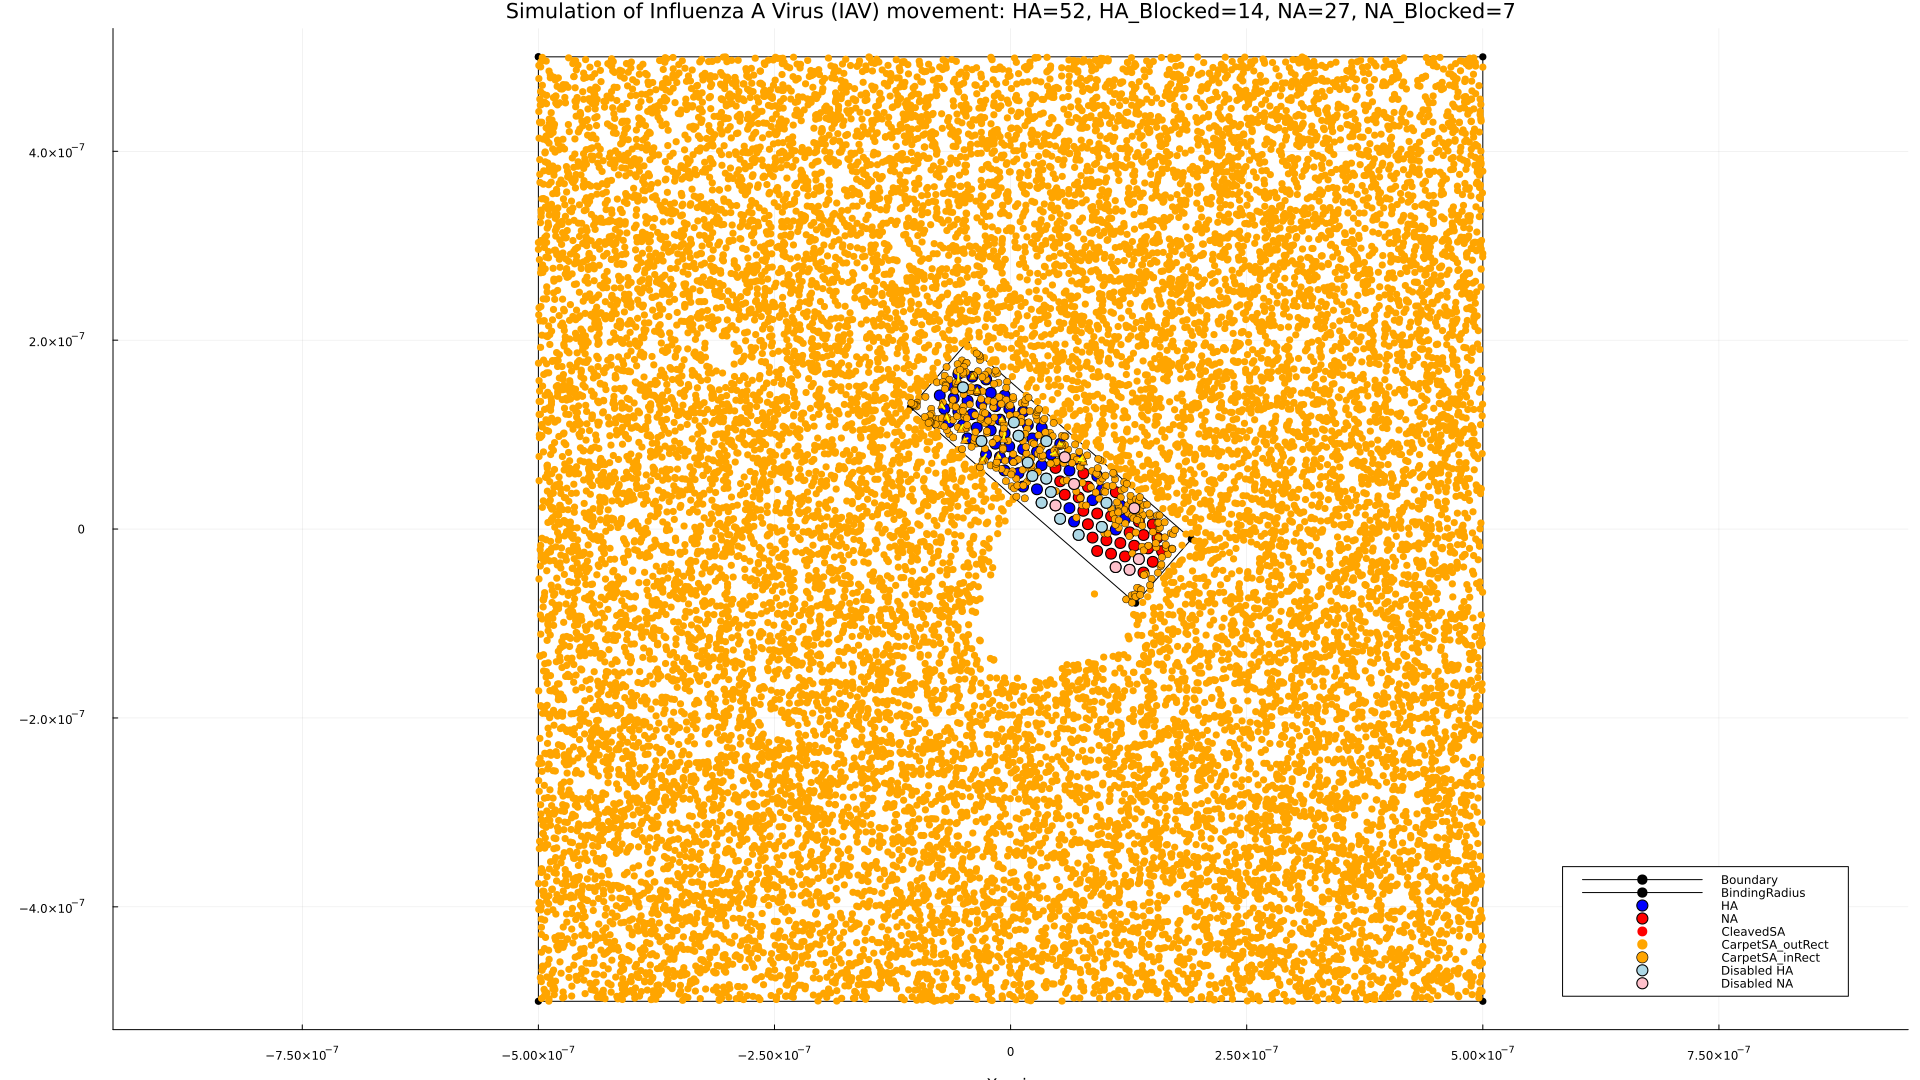 Simulation of Influenza A Virus (IAV) movement: HA=52, HA_Blocked=14, NA=27, NA_Blocked=7
4.0×10⁻⁷
2.0×10⁻⁷
0
−2.0×10⁻⁷
−4.0×10⁻⁷
−7.50×10⁻⁷ −5.00×10⁻⁷ −2.50×10⁻⁷ 0 2.50×10⁻⁷ 5.00×10⁻⁷ 7.50×10⁻⁷
Boundary
BindingRadius
HA
NA
CleavedSA
CarpetSA_outRect
CarpetSA_inRect
Disabled HA
Disabled NA